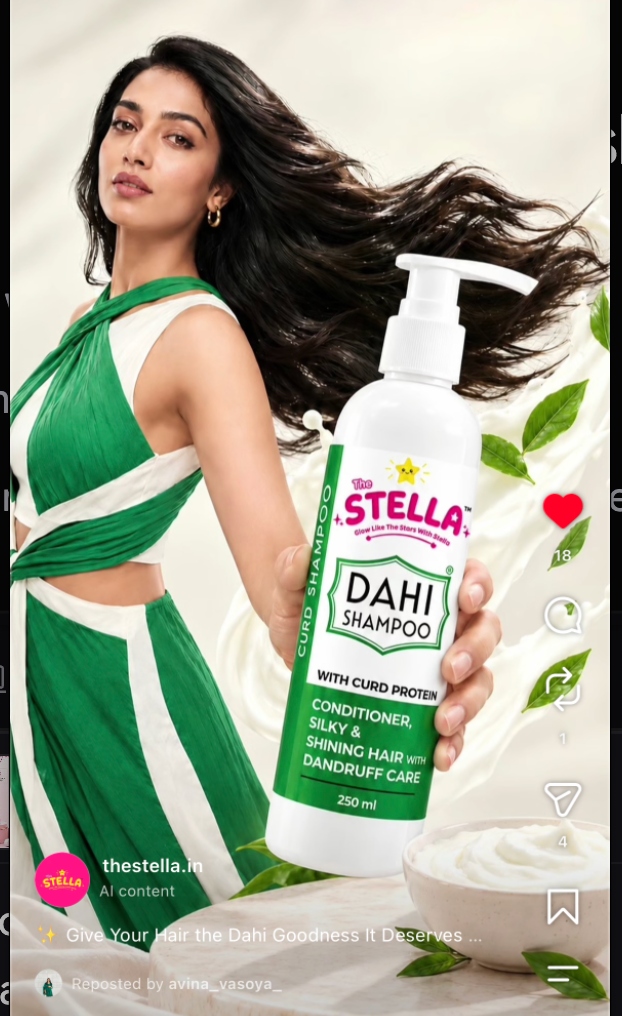 The
STELLA™
Glow Like The Stars With Stella
CURD SHAMPOO
DAHI
SHAMPOO
®
WITH CURD PROTEIN
CONDITIONER,
SILKY &
SHINING HAIR WITH
DANDRUFF CARE
250 ml
18
1
4
STELLA
thestella.in
AI content
✨ Give Your Hair the Dahi Goodness It Deserves ...
Reposted by avina_vasoya_